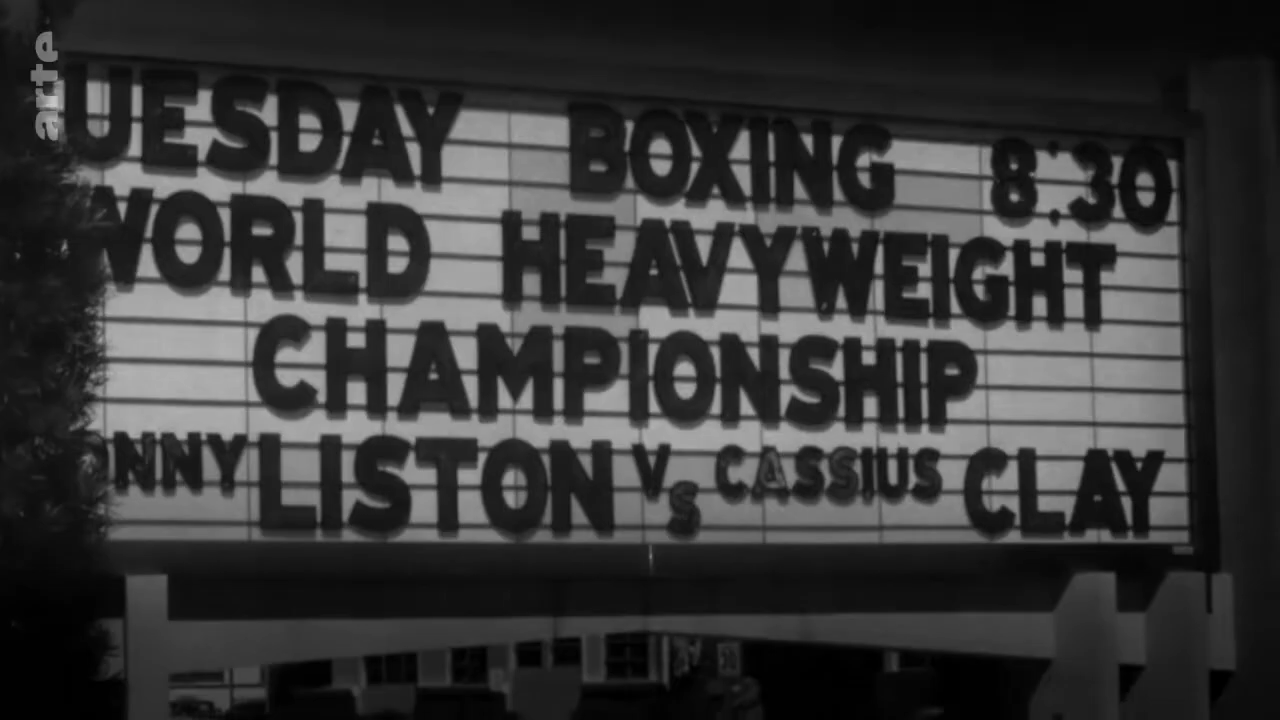 arte
UESDAY BOXING 8:30
WORLD HEAVYWEIGHT
CHAMPIONSHIP
ONNY LISTON VS CASSIUS CLAY